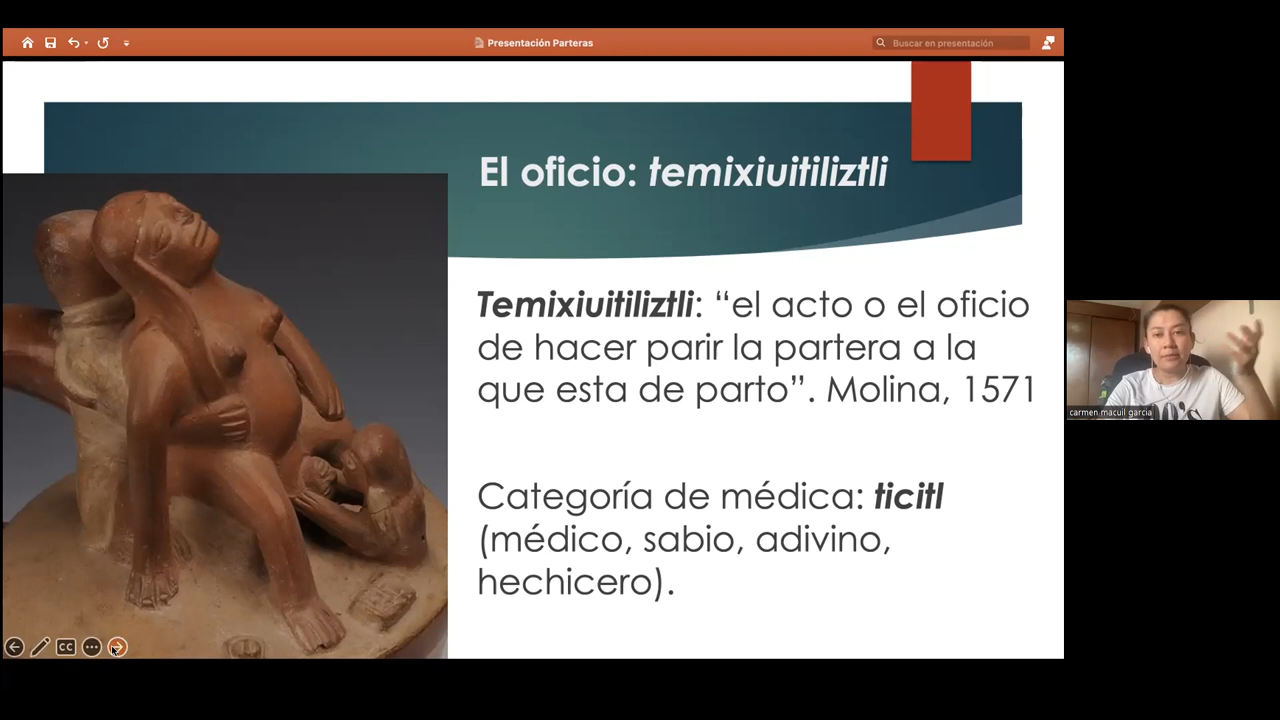 Presentación Parteras
Buscar en presentación
El oficio: temixiuitiliztli
Temixiuitiliztli: “el acto o el oficio
de hacer parir la partera a la
que esta de parto”. Molina, 1571
Categoría de médica: ticitl
(médico, sabio, adivino,
hechicero).
carmen macuil garcia
CC